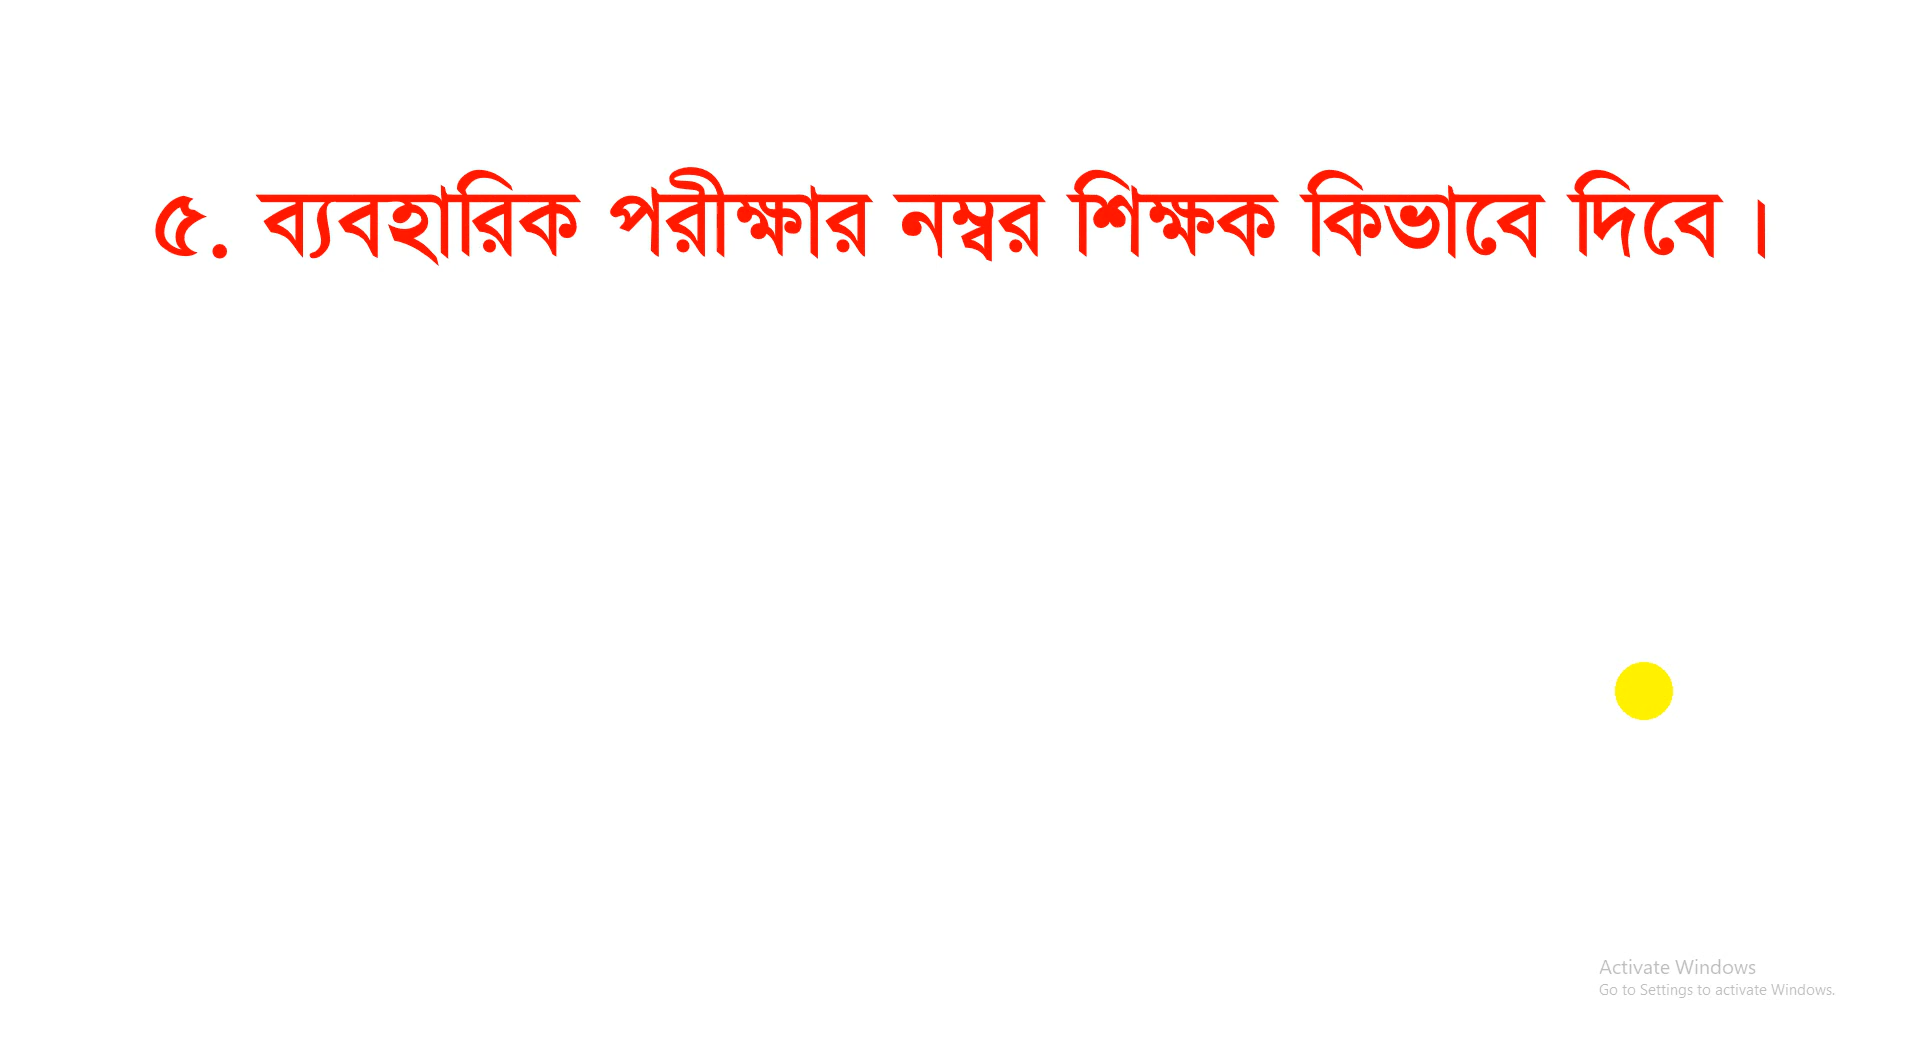 ৫. ব্যবহারিক পরীক্ষার নম্বর শিক্ষক কিভাবে দিবে ।
Activate Windows
Go to Settings to activate Windows.